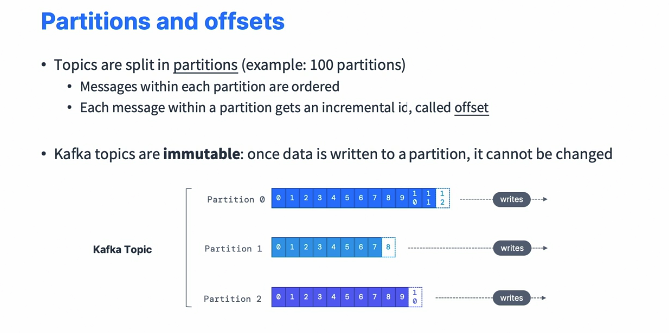 Partitions and offsets
• Topics are split in partitions (example: 100 partitions)
• Messages within each partition are ordered
• Each message within a partition gets an incremental id, called offset
• Kafka topics are immutable: once data is written to a partition, it cannot be changed
Partition 0 0 1 2 3 4 5 6 7 8 9 10 11 12 writes
Kafka Topic
Partition 1 0 1 2 3 4 5 6 7 8 writes
Partition 2 0 1 2 3 4 5 6 7 8 9 10 writes